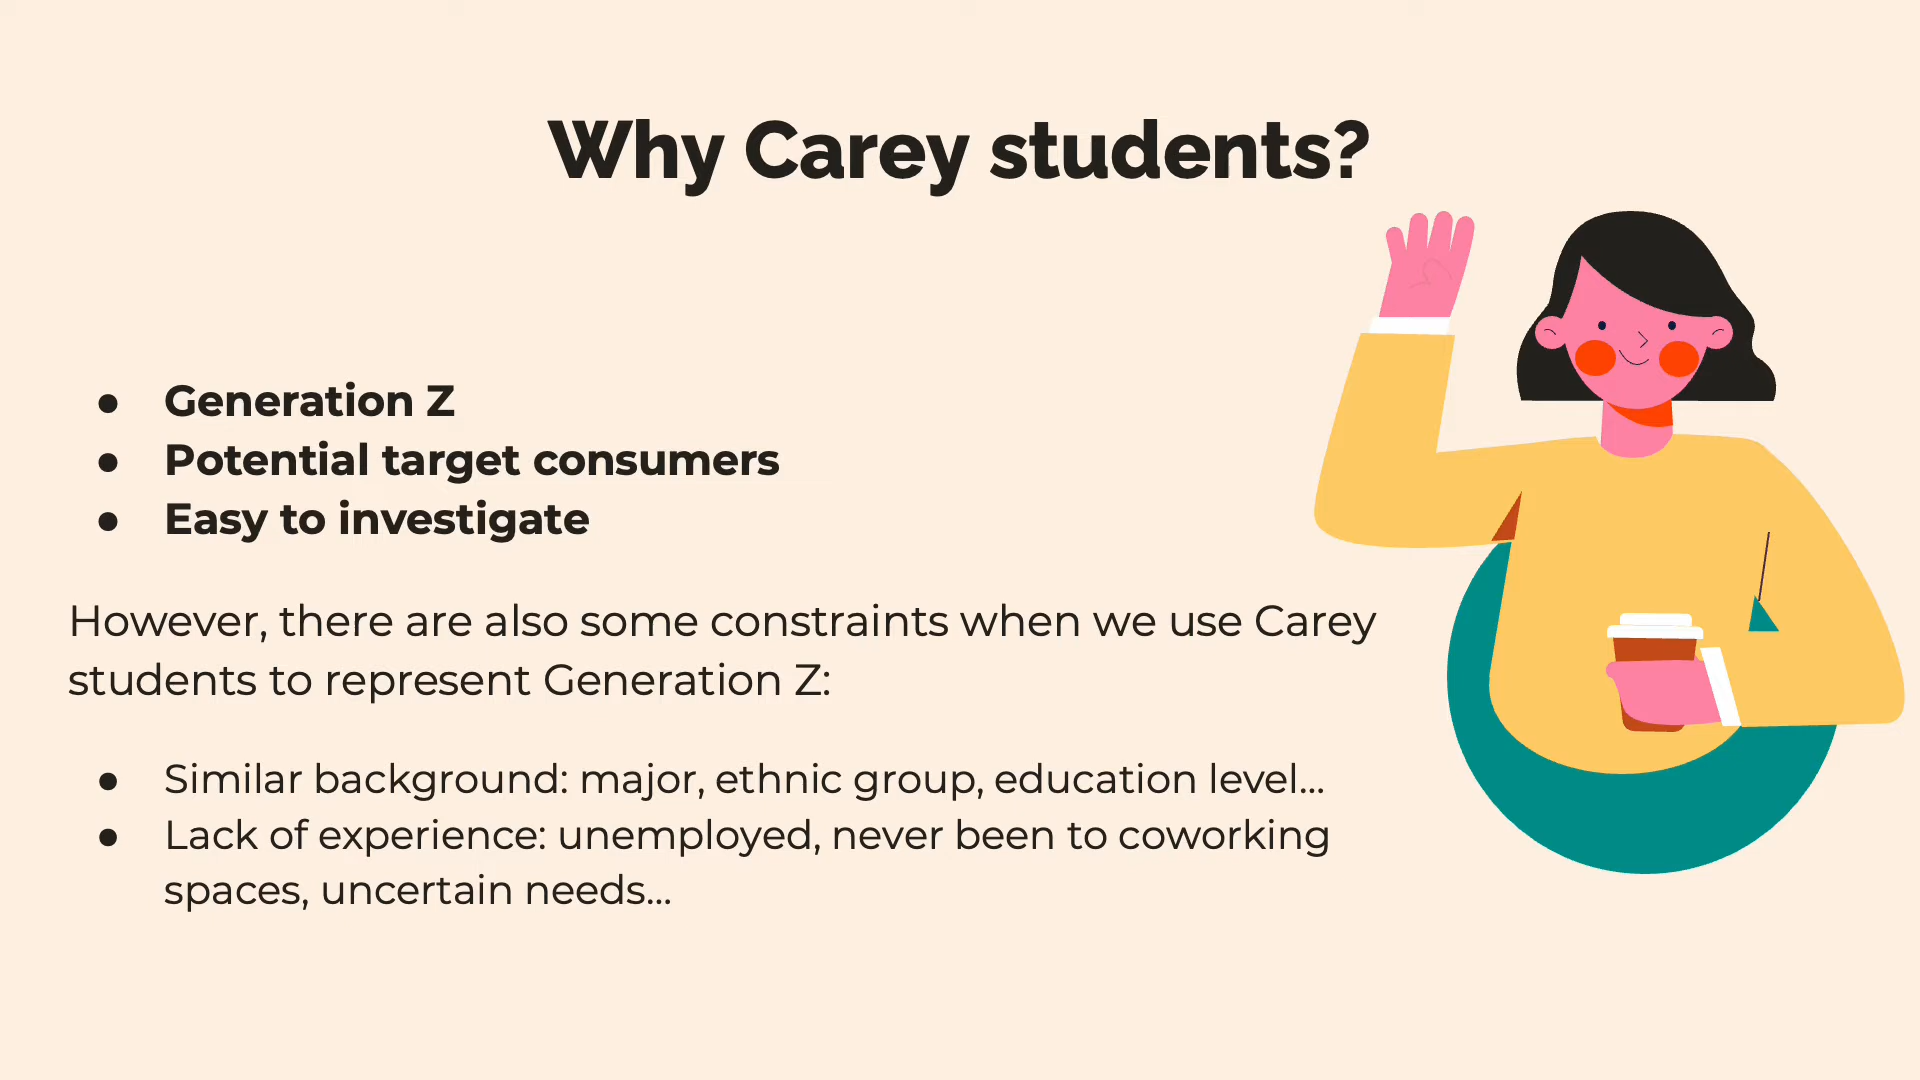 Why Carey students?
● Generation Z
● Potential target consumers
● Easy to investigate
However, there are also some constraints when we use Carey
students to represent Generation Z:
● Similar background: major, ethnic group, education level...
● Lack of experience: unemployed, never been to coworking
spaces, uncertain needs...